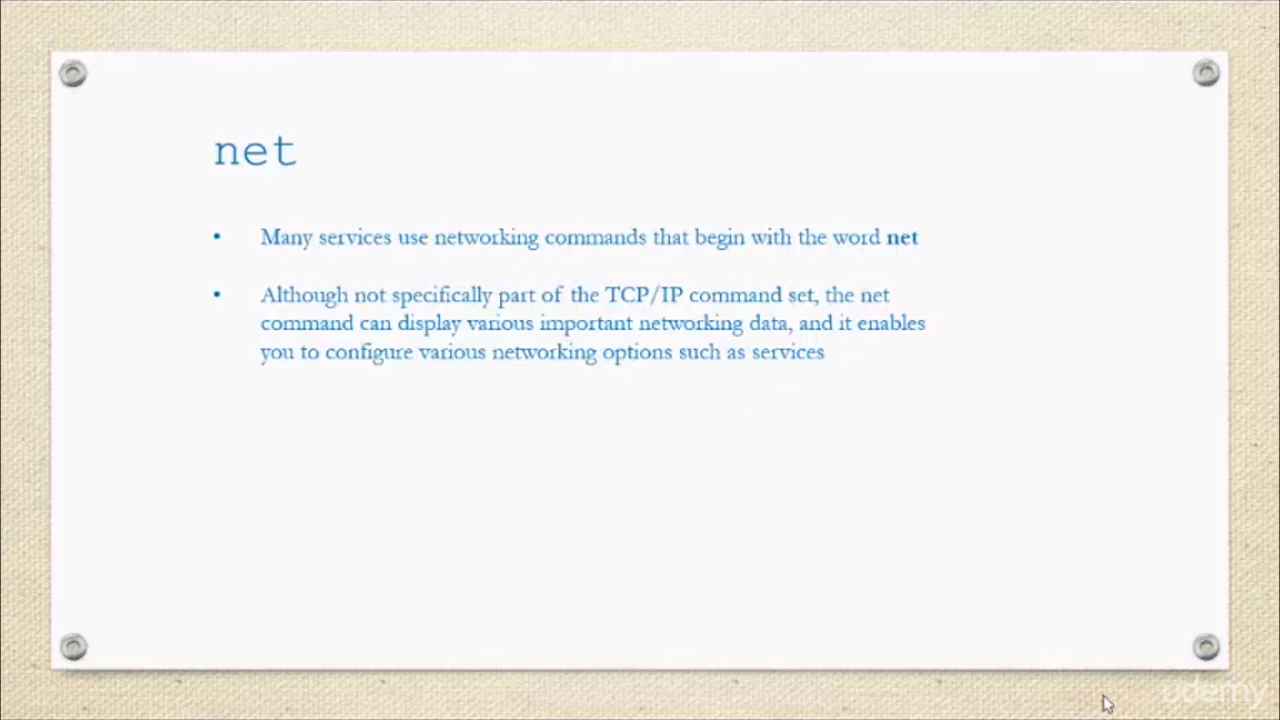 net
• Many services use networking commands that begin with the word net
• Although not specifically part of the TCP/IP command set, the net
command can display various important networking data, and it enables
you to configure various networking options such as services
udemy